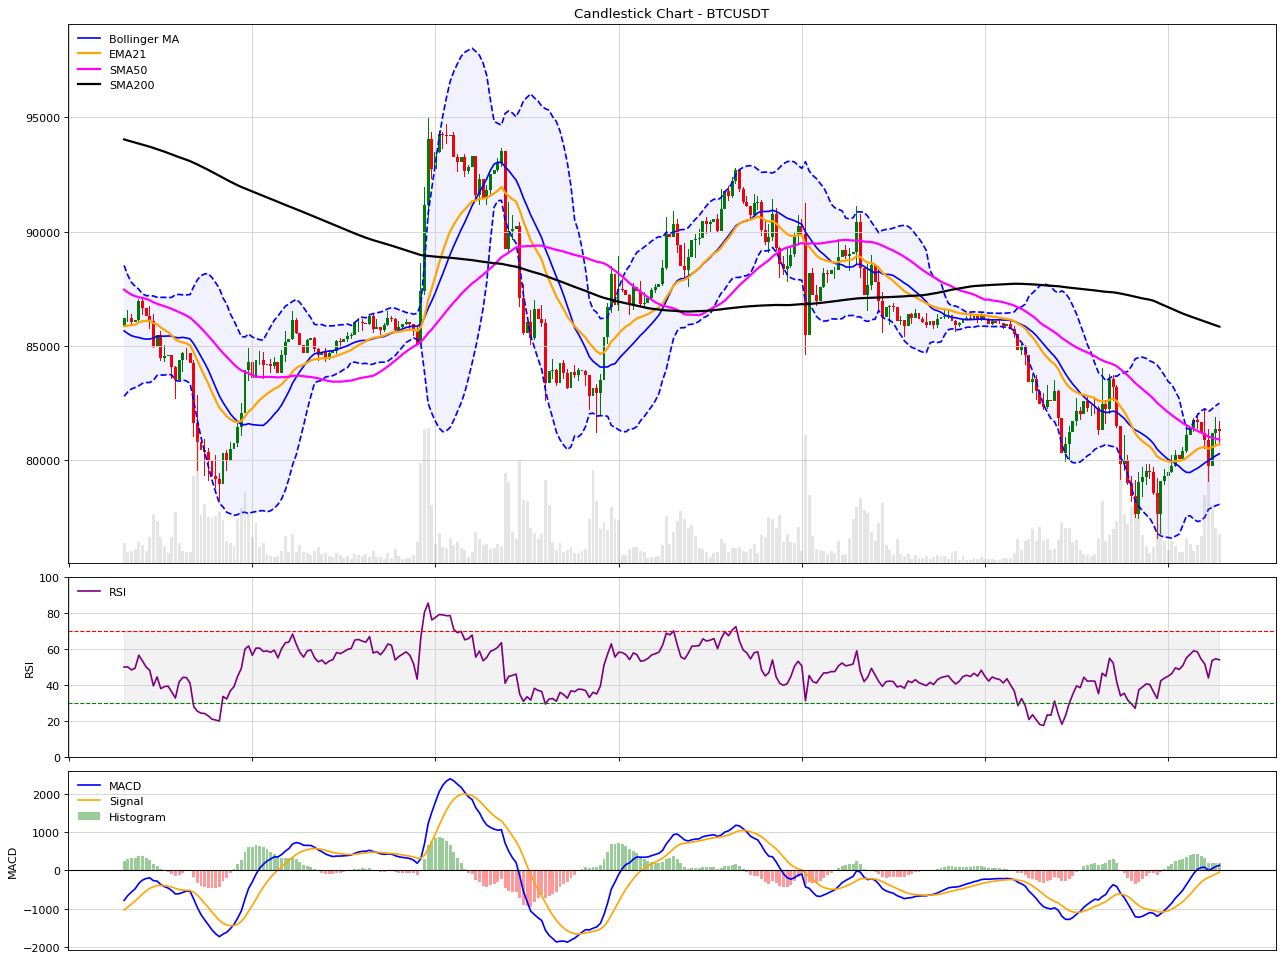 Candlestick Chart - BTCUSDT
Bollinger MA
EMA21
SMA50
SMA200
95000
90000
85000
80000
100
80
60
40
20
0
RSI
RSI
2000
1000
0
−1000
−2000
MACD
MACD
Signal
Histogram